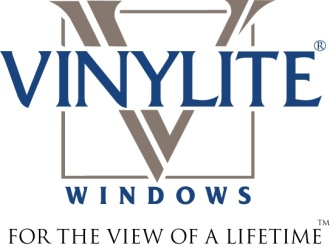 VINYLITE®
WINDOWS
FOR THE VIEW OF A LIFETIME™